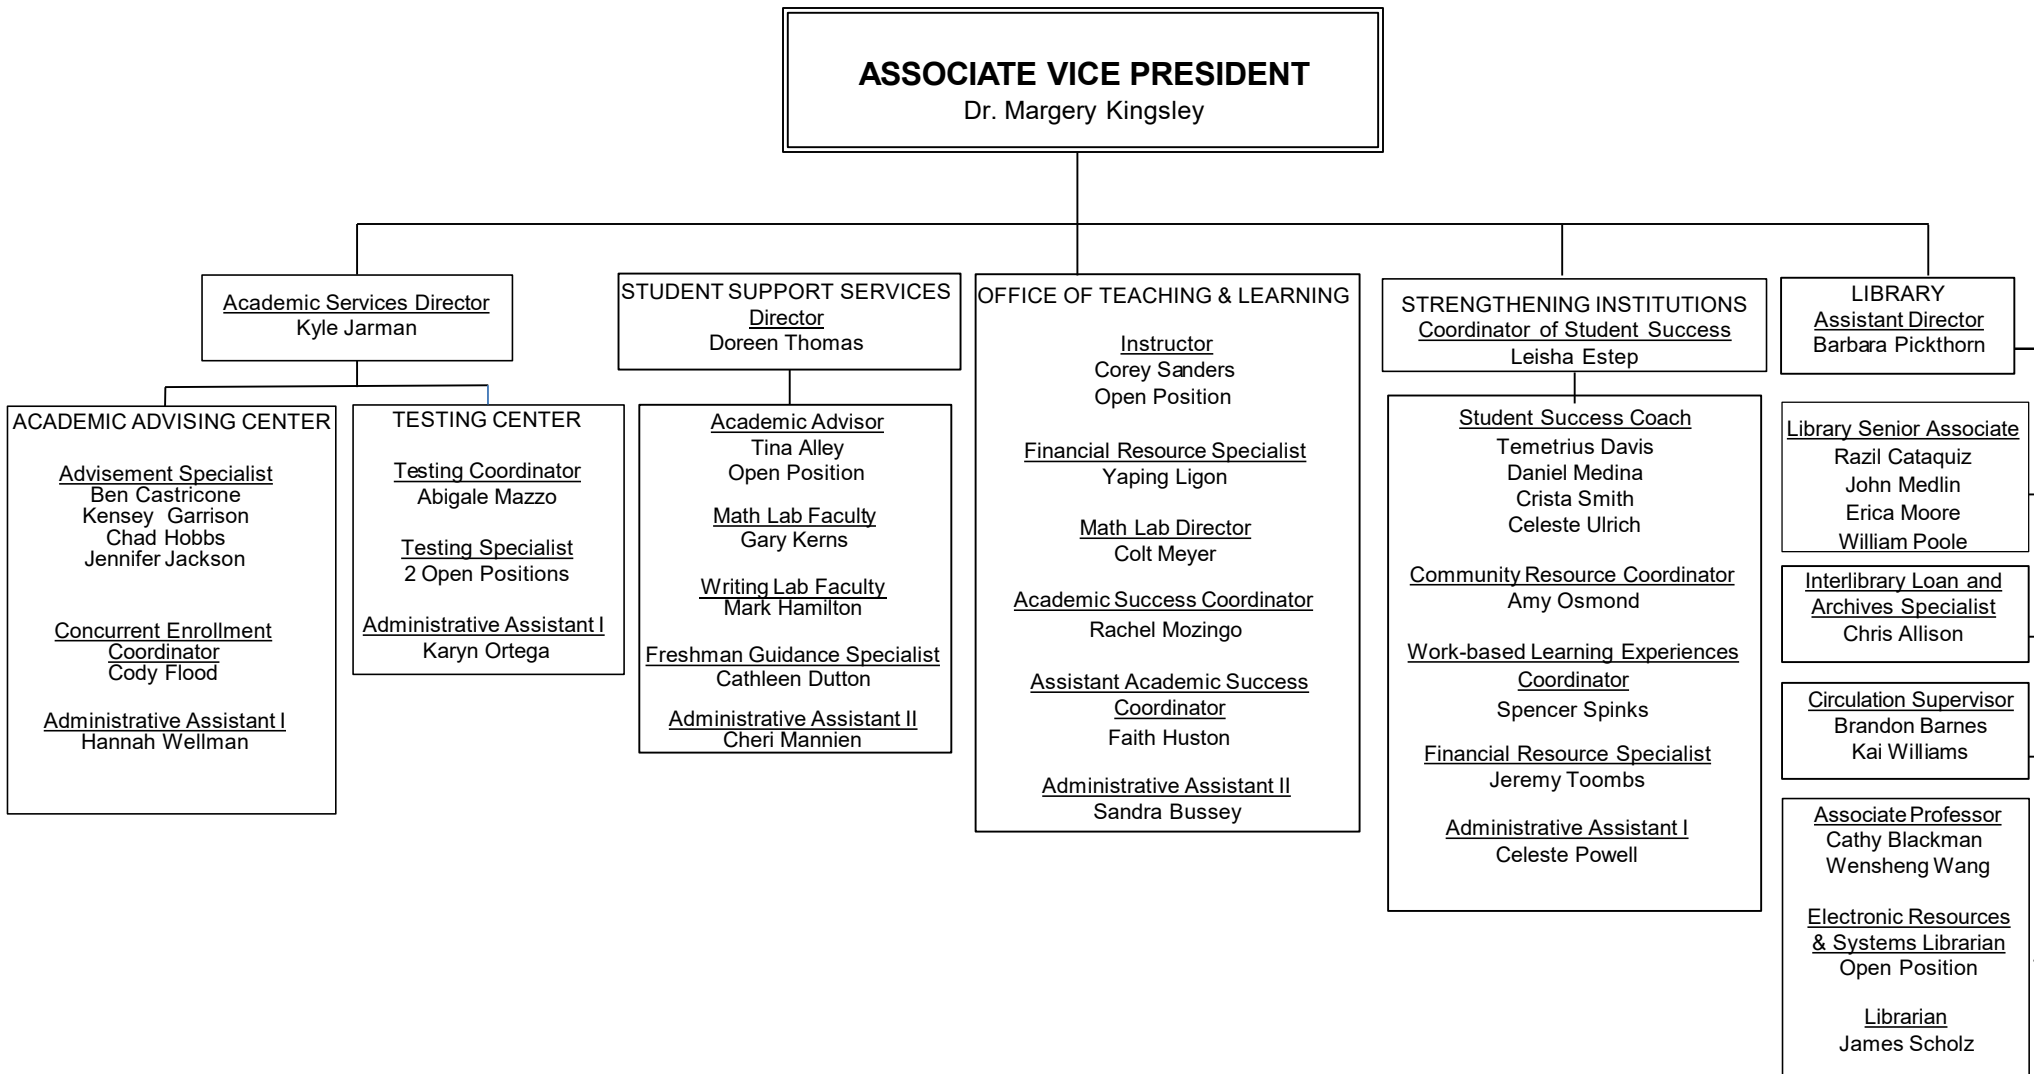 ASSOCIATE VICE PRESIDENT
Dr. Margery Kingsley
Academic Services Director
Kyle Jarman
ACADEMIC ADVISING CENTER
Advisement Specialist
Ben Castricone
Kensey Garrison
Chad Hobbs
Jennifer Jackson
Concurrent Enrollment
Coordinator
Cody Flood
Administrative Assistant I
Hannah Wellman
TESTING CENTER
Testing Coordinator
Abigale Mazzo
Testing Specialist
2 Open Positions
Administrative Assistant I
Karyn Ortega
STUDENT SUPPORT SERVICES
Director
Doreen Thomas
Academic Advisor
Tina Alley
Open Position
Math Lab Faculty
Gary Kerns
Writing Lab Faculty
Mark Hamilton
Freshman Guidance Specialist
Cathleen Dutton
Administrative Assistant II
Cheri Mannien
OFFICE OF TEACHING & LEARNING
Instructor
Corey Sanders
Open Position
Financial Resource Specialist
Yaping Ligon
Math Lab Director
Colt Meyer
Academic Success Coordinator
Rachel Mozingo
Assistant Academic Success
Coordinator
Faith Huston
Administrative Assistant II
Sandra Bussey
STRENGTHENING INSTITUTIONS
Coordinator of Student Success
Leisha Estep
Student Success Coach
Temetrius Davis
Daniel Medina
Crista Smith
Celeste Ulrich
Community Resource Coordinator
Amy Osmond
Work-based Learning Experiences
Coordinator
Spencer Spinks
Financial Resource Specialist
Jeremy Toombs
Administrative Assistant I
Celeste Powell
LIBRARY
Assistant Director
Barbara Pickthorn
Library Senior Associate
Razil Cataquiz
John Medlin
Erica Moore
William Poole
Interlibrary Loan and
Archives Specialist
Chris Allison
Circulation Supervisor
Brandon Barnes
Kai Williams
Associate Professor
Cathy Blackman
Wensheng Wang
Electronic Resources
& Systems Librarian
Open Position
Librarian
James Scholz